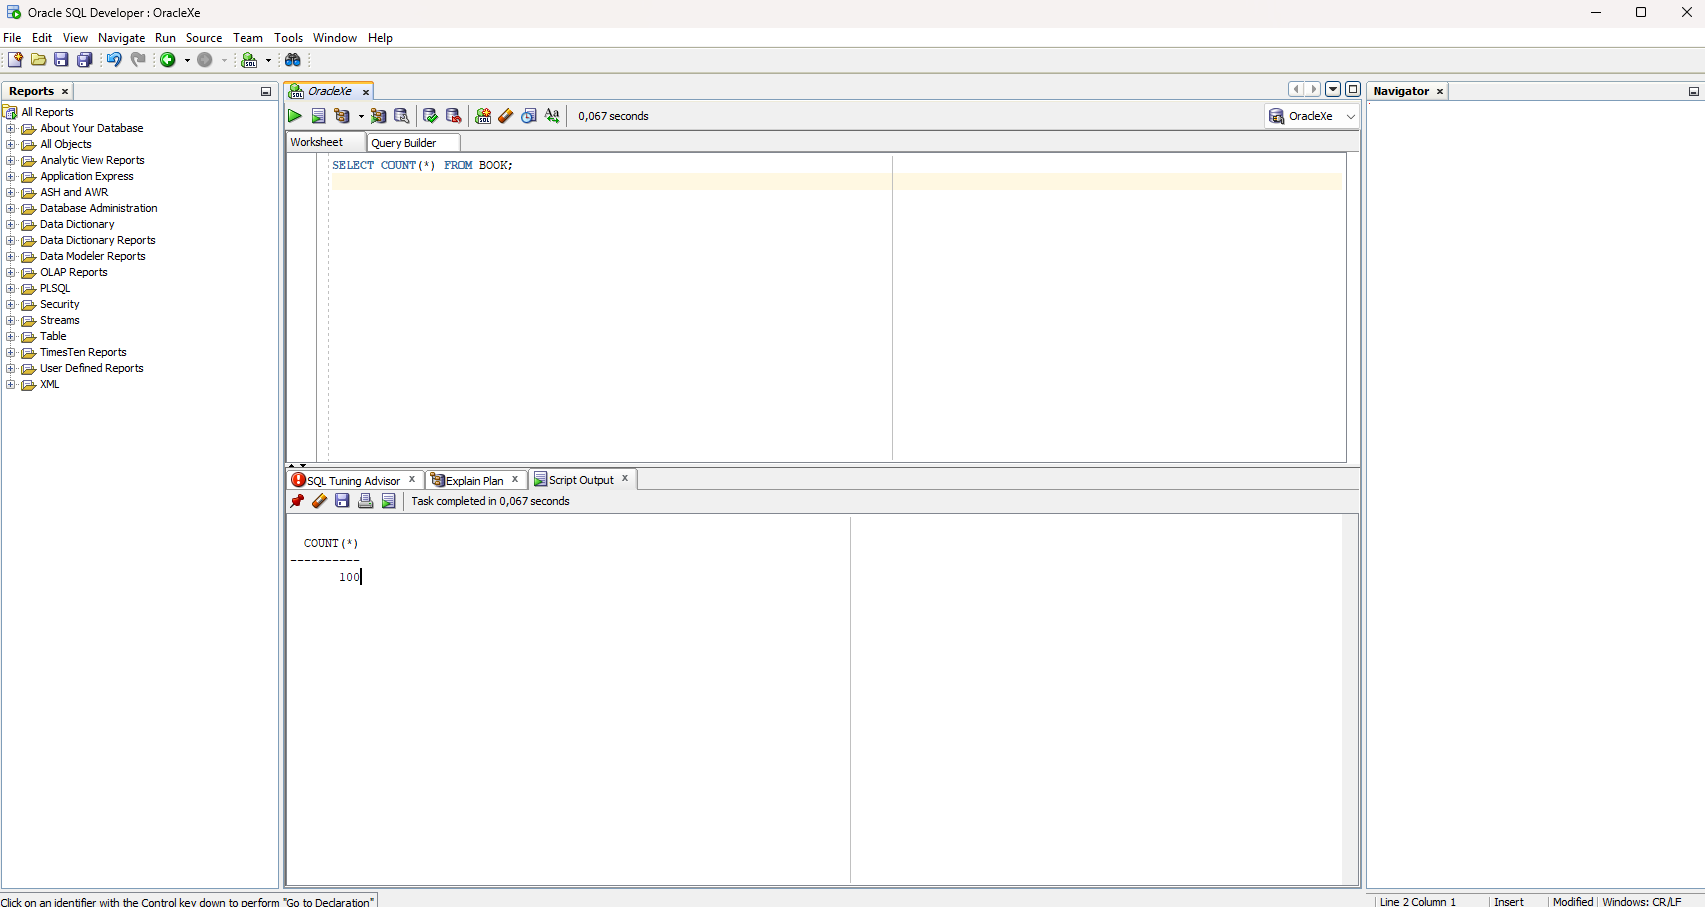 Oracle SQL Developer : OracleXe
File Edit View Navigate Run Source Team Tools Window Help
Reports
All Reports
About Your Database
All Objects
Analytic View Reports
Application Express
ASH and AWR
Database Administration
Data Dictionary
Data Dictionary Reports
Data Modeler Reports
OLAP Reports
PLSQL
Security
Streams
Table
TimesTen Reports
User Defined Reports
XML
OracleXe
0,067 seconds
OracleXe
Worksheet Query Builder
SELECT COUNT(*) FROM BOOK;
SQL Tuning Advisor Explain Plan Script Output
Task completed in 0,067 seconds
COUNT(*)
----------
100
Navigator
Click on an identifier with the Control key down to perform "Go to Declaration"
Line 2 Column 1 Insert Modified Windows: CR/LF